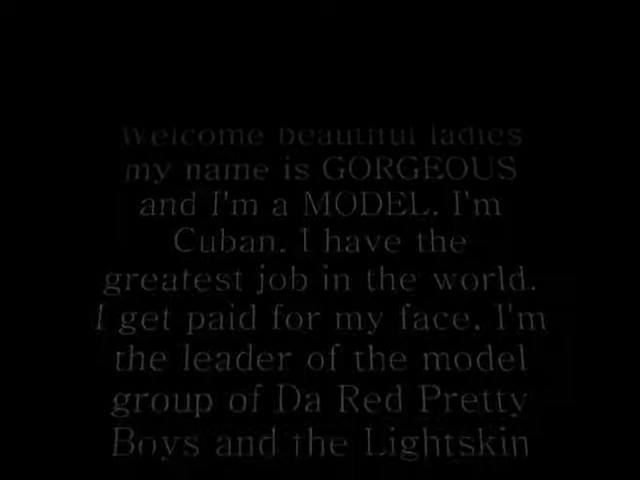 Welcome beautiful ladies
my name is GORGEOUS
and I'm a MODEL. I'm
Cuban. I have the
greatest job in the world.
I get paid for my face. I'm
the leader of the model
group of Da Red Pretty
Boys and the Lightskin